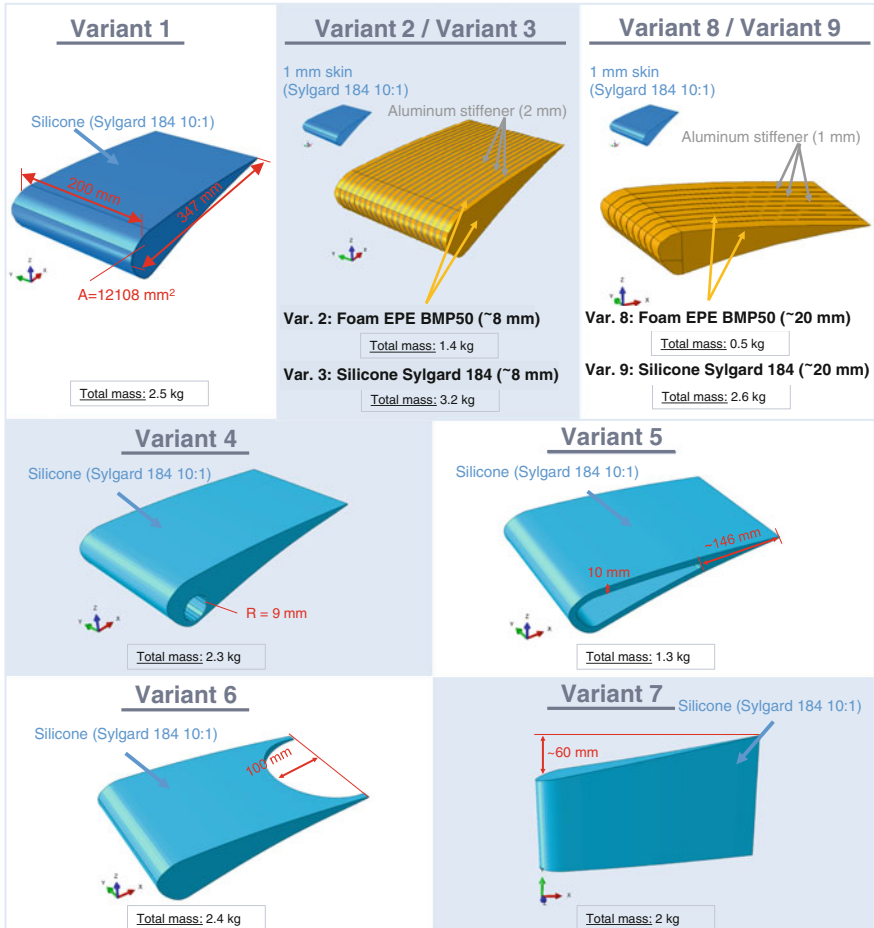 Variant 1
Silicone (Sylgard 184 10:1)
200 mm
347 mm
A=12108 mm²
Z
Y
X
Total mass: 2.5 kg
Variant 2 / Variant 3
1 mm skin
(Sylgard 184 10:1)
Aluminum stiffener (2 mm)
Z
Y
X
Var. 2: Foam EPE BMP50 (~8 mm)
Total mass: 1.4 kg
Var. 3: Silicone Sylgard 184 (~8 mm)
Total mass: 3.2 kg
Variant 8 / Variant 9
1 mm skin
(Sylgard 184 10:1)
Aluminum stiffener (1 mm)
Z
Y
X
Var. 8: Foam EPE BMP50 (~20 mm)
Total mass: 0.5 kg
Var. 9: Silicone Sylgard 184 (~20 mm)
Total mass: 2.6 kg
Variant 4
Silicone (Sylgard 184 10:1)
R = 9 mm
Z
Y
X
Total mass: 2.3 kg
Variant 5
Silicone (Sylgard 184 10:1)
~146 mm
10 mm
Z
Y
X
Total mass: 1.3 kg
Variant 6
Silicone (Sylgard 184 10:1)
100 mm
Z
Y
X
Total mass: 2.4 kg
Variant 7
Silicone (Sylgard 184 10:1)
~60 mm
X
Total mass: 2 kg